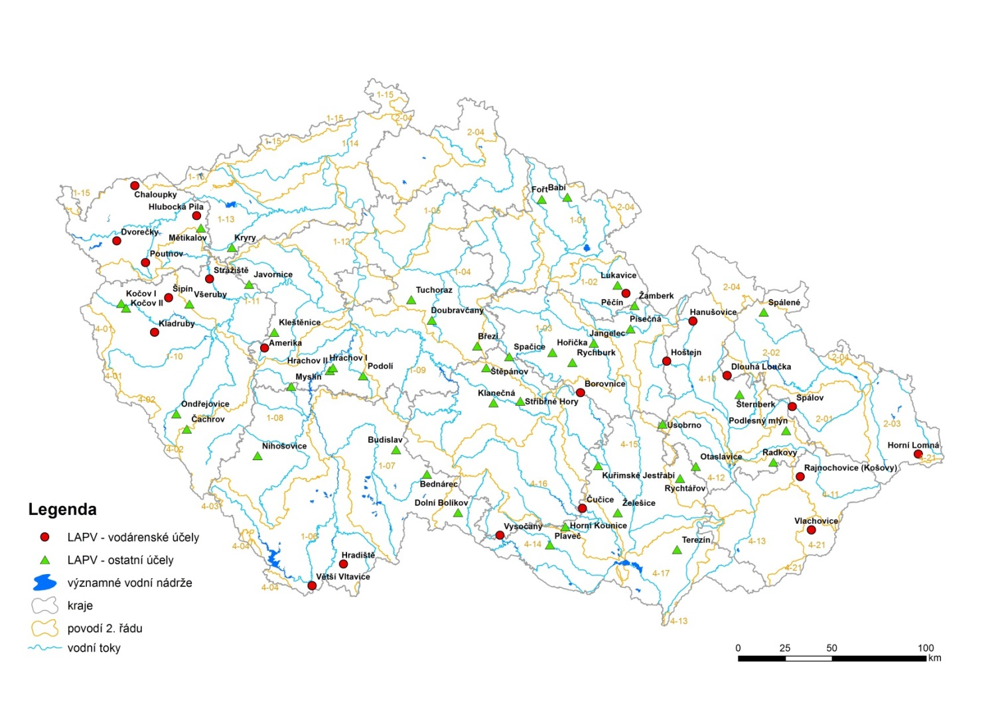 1-15
2-04
1-15
2-04
1-15
1-14
1-15
1-15
Chaloupky
Hlubocká Pila
1-13
Fořt
Babí
2-04
1-01
1-05
Dvorečky
Mětikalov
Kryry
1-12
Poutnov
Strážiště
Javornice
1-04
Lukavice
1-02
2-04
Kočov I
Šipín
Všeruby
Kočov II
1-11
Tuchoraz
Žamberk
Pěčín
Hanušovice
Spálené
Doubravčany
Písečná
Kladruby
Kleštěnice
4-01
1-03
Jangelec
Březí
Amerika
Spačice
Hořička
Rychburk
Hoštejn
2-02
2-04
1-10
Hrachov II
Hrachov I
Podolí
1-09
Štěpánov
Dlouhá Loučka
4-01
Myslín
4-10
Borovnice
Klanečná
Stříbrné Hory
4-02
Ondřejovice
Šternberk
Spálov
1-08
Čachrov
Úsobrno
Podlesný mlýn
2-01
2-03
4-02
Nihošovice
Budislav
4-15
Horní Lomná
Radkovy
4-21
1-07
Otaslavice
Rajnochovice (Košovy)
Bednárec
Kuřimské Jestřabí
4-12
4-16
Rychtářov
4-11
4-03
Dolní Bolíkov
Čučice
Želešice
Vysočany
Horní Kounice
Vlachovice
1-06
Plaveč
4-04
4-14
Terezín
4-13
4-21
Hradiště
Větší Vltavice
4-17
4-21
4-04
4-13
Legenda
LAPV - vodárenské účely
LAPV - ostatní účely
významné vodní nádrže
kraje
povodí 2. řádu
vodní toky
0 25 50 100
km